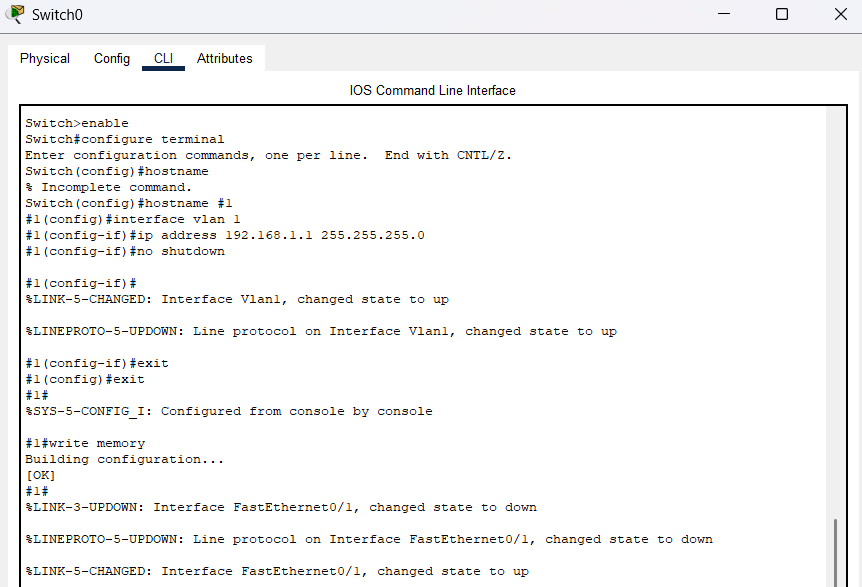 Switch0
Physical Config CLI Attributes
IOS Command Line Interface
Switch>enable
Switch#configure terminal
Enter configuration commands, one per line.  End with CNTL/Z.
Switch(config)#hostname
% Incomplete command.
Switch(config)#hostname #1
#1(config)#interface vlan 1
#1(config-if)#ip address 192.168.1.1 255.255.255.0
#1(config-if)#no shutdown
#1(config-if)#
%LINK-5-CHANGED: Interface Vlan1, changed state to up
%LINEPROTO-5-UPDOWN: Line protocol on Interface Vlan1, changed state to up
#1(config-if)#exit
#1(config)#exit
#1#
%SYS-5-CONFIG_I: Configured from console by console
#1#write memory
Building configuration...
[OK]
#1#
%LINK-3-UPDOWN: Interface FastEthernet0/1, changed state to down
%LINEPROTO-5-UPDOWN: Line protocol on Interface FastEthernet0/1, changed state to down
%LINK-5-CHANGED: Interface FastEthernet0/1, changed state to up